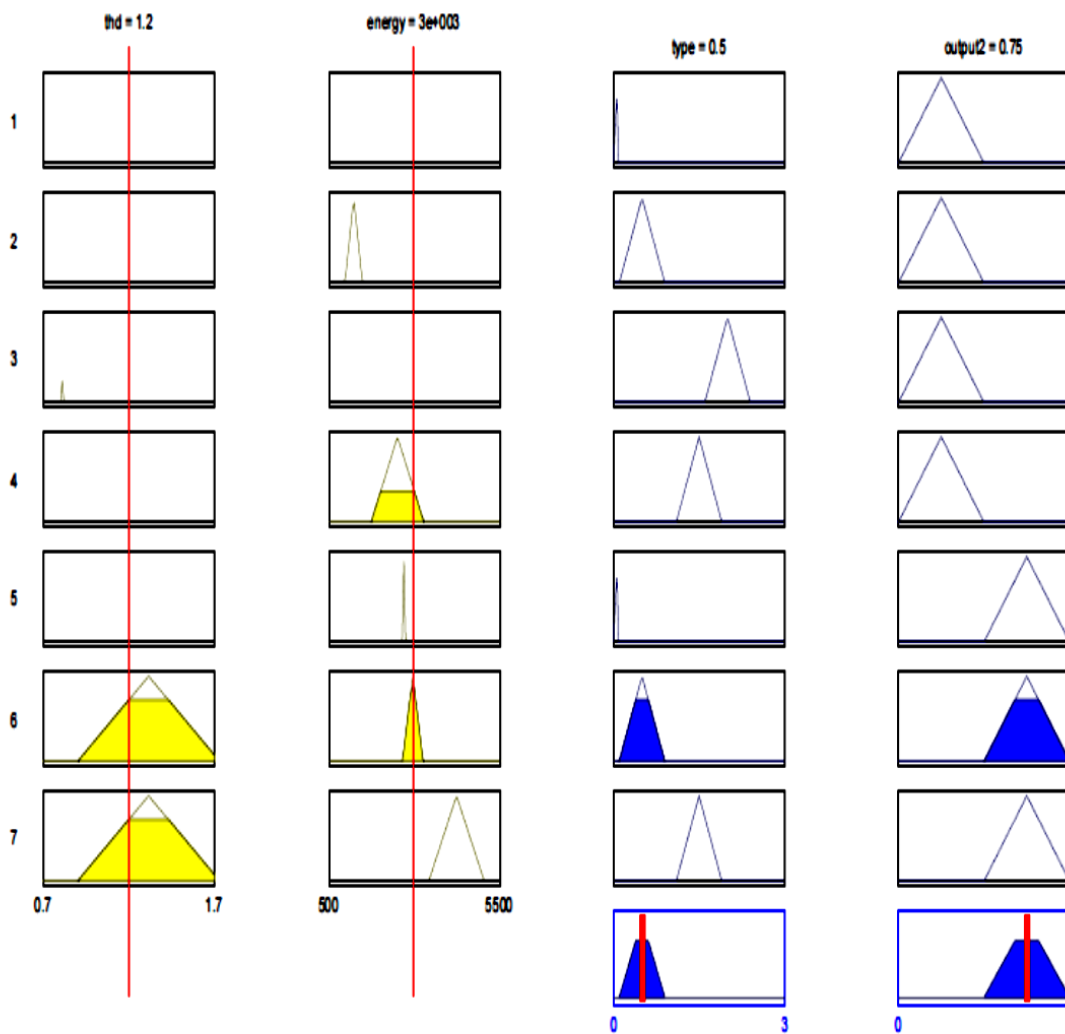 thd = 1.2
energy = 3e+003
type = 0.5
output2 = 0.75
1
2
3
4
5
6
7
0.7 1.7
500 5500
0 3
0